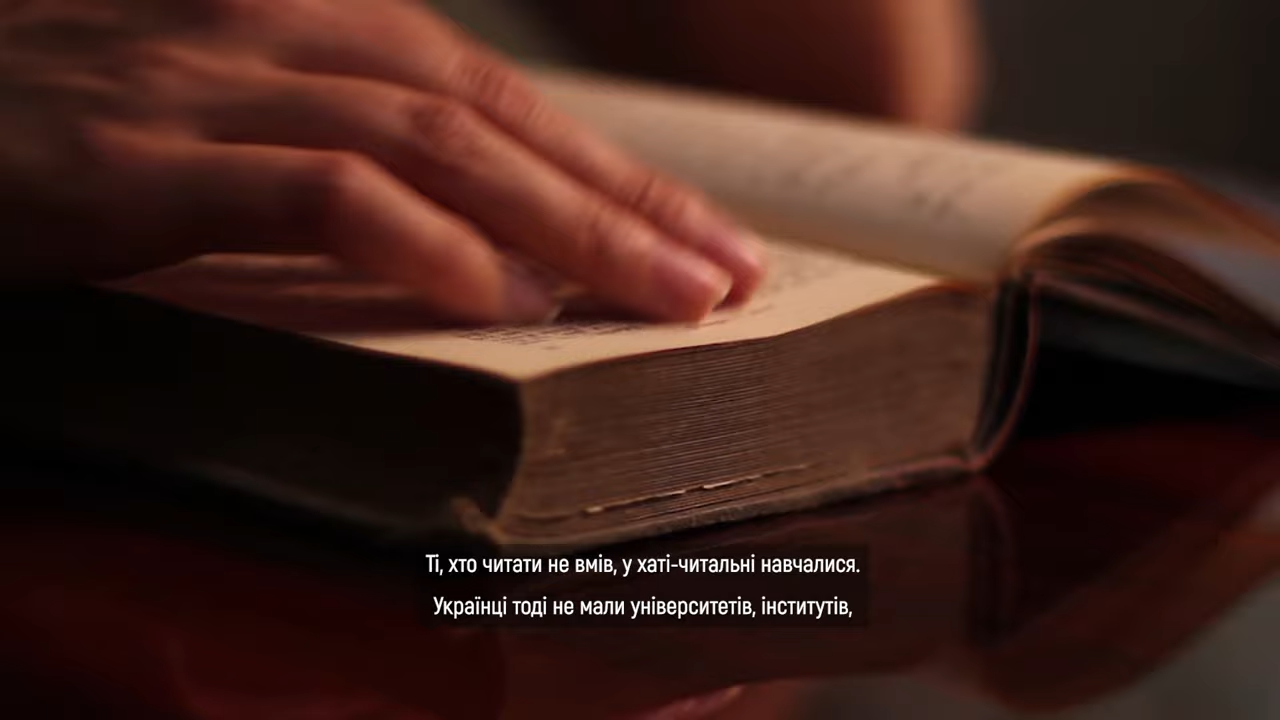 Ті, хто читати не вмів, у хаті-читальні навчалися.
Українці тоді не мали університетів, інститутів,